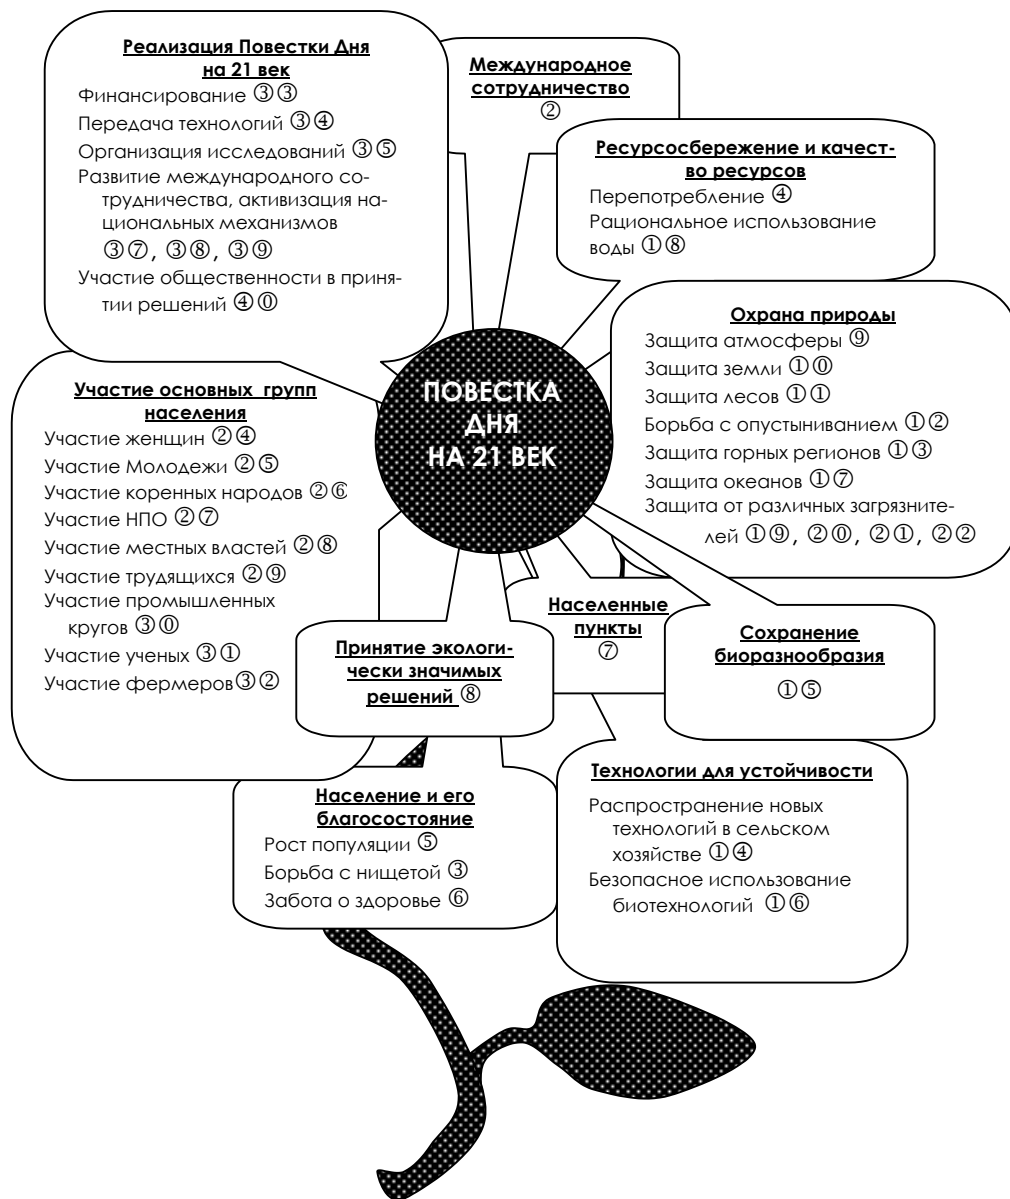 Реализация Повестки Дня
на 21 век
Финансирование ③③
Передача технологий ③④
Организация исследований ③⑤
Развитие международного со-
трудничества, активизация на-
циональных механизмов
③⑦, ③⑧, ③⑨
Участие общественности в приня-
тии решений ④⓪
Международное
сотрудничество
②
Ресурсосбережение и качест-
во ресурсов
Перепотребление ④
Рациональное использование
воды ①⑧
Охрана природы
Защита атмосферы ⑨
Защита земли ①⓪
Защита лесов ①①
Борьба с опустыниванием ①②
Защита горных регионов ①③
Защита океанов ①⑦
Защита от различных загрязните-
лей ①⑨, ②⓪, ②①, ②②
ПОВЕСТКА
ДНЯ
НА 21 ВЕК
Участие основных групп
населения
Участие женщин ②④
Участие Молодежи ②⑤
Участие коренных народов ②⑥
Участие НПО ②⑦
Участие местных властей ②⑧
Участие трудящихся ②⑨
Участие промышленных
кругов ③⓪
Участие ученых ③①
Участие фермеров③②
Принятие экологи-
чески значимых
решений ⑧
Населенные
пункты
⑦
Сохранение
биоразнообразия
①⑤
Население и его
благосостояние
Рост популяции ⑤
Борьба с нищетой ③
Забота о здоровье ⑥
Технологии для устойчивости
Распространение новых
технологий в сельском
хозяйстве ①④
Безопасное использование
биотехнологий ①⑥